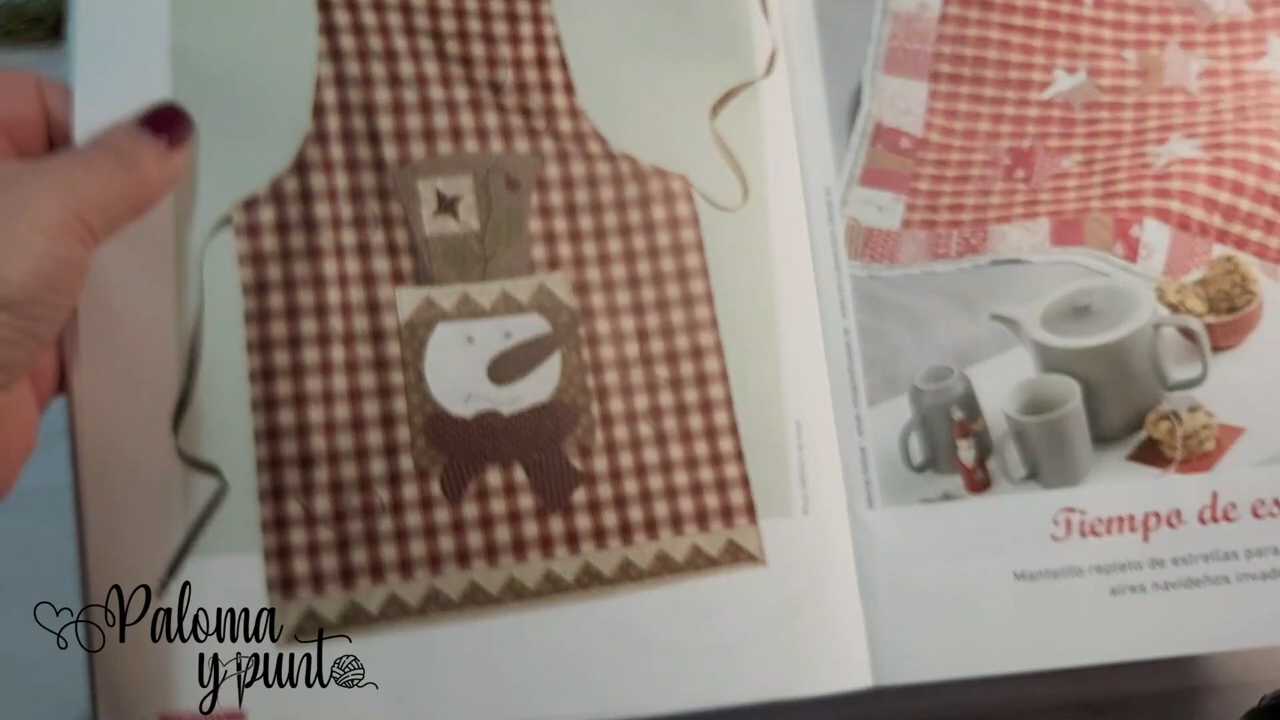 Tiempo de es
Mantelito repleto de estrellas para
aires navideños invad
Paloma
y punto